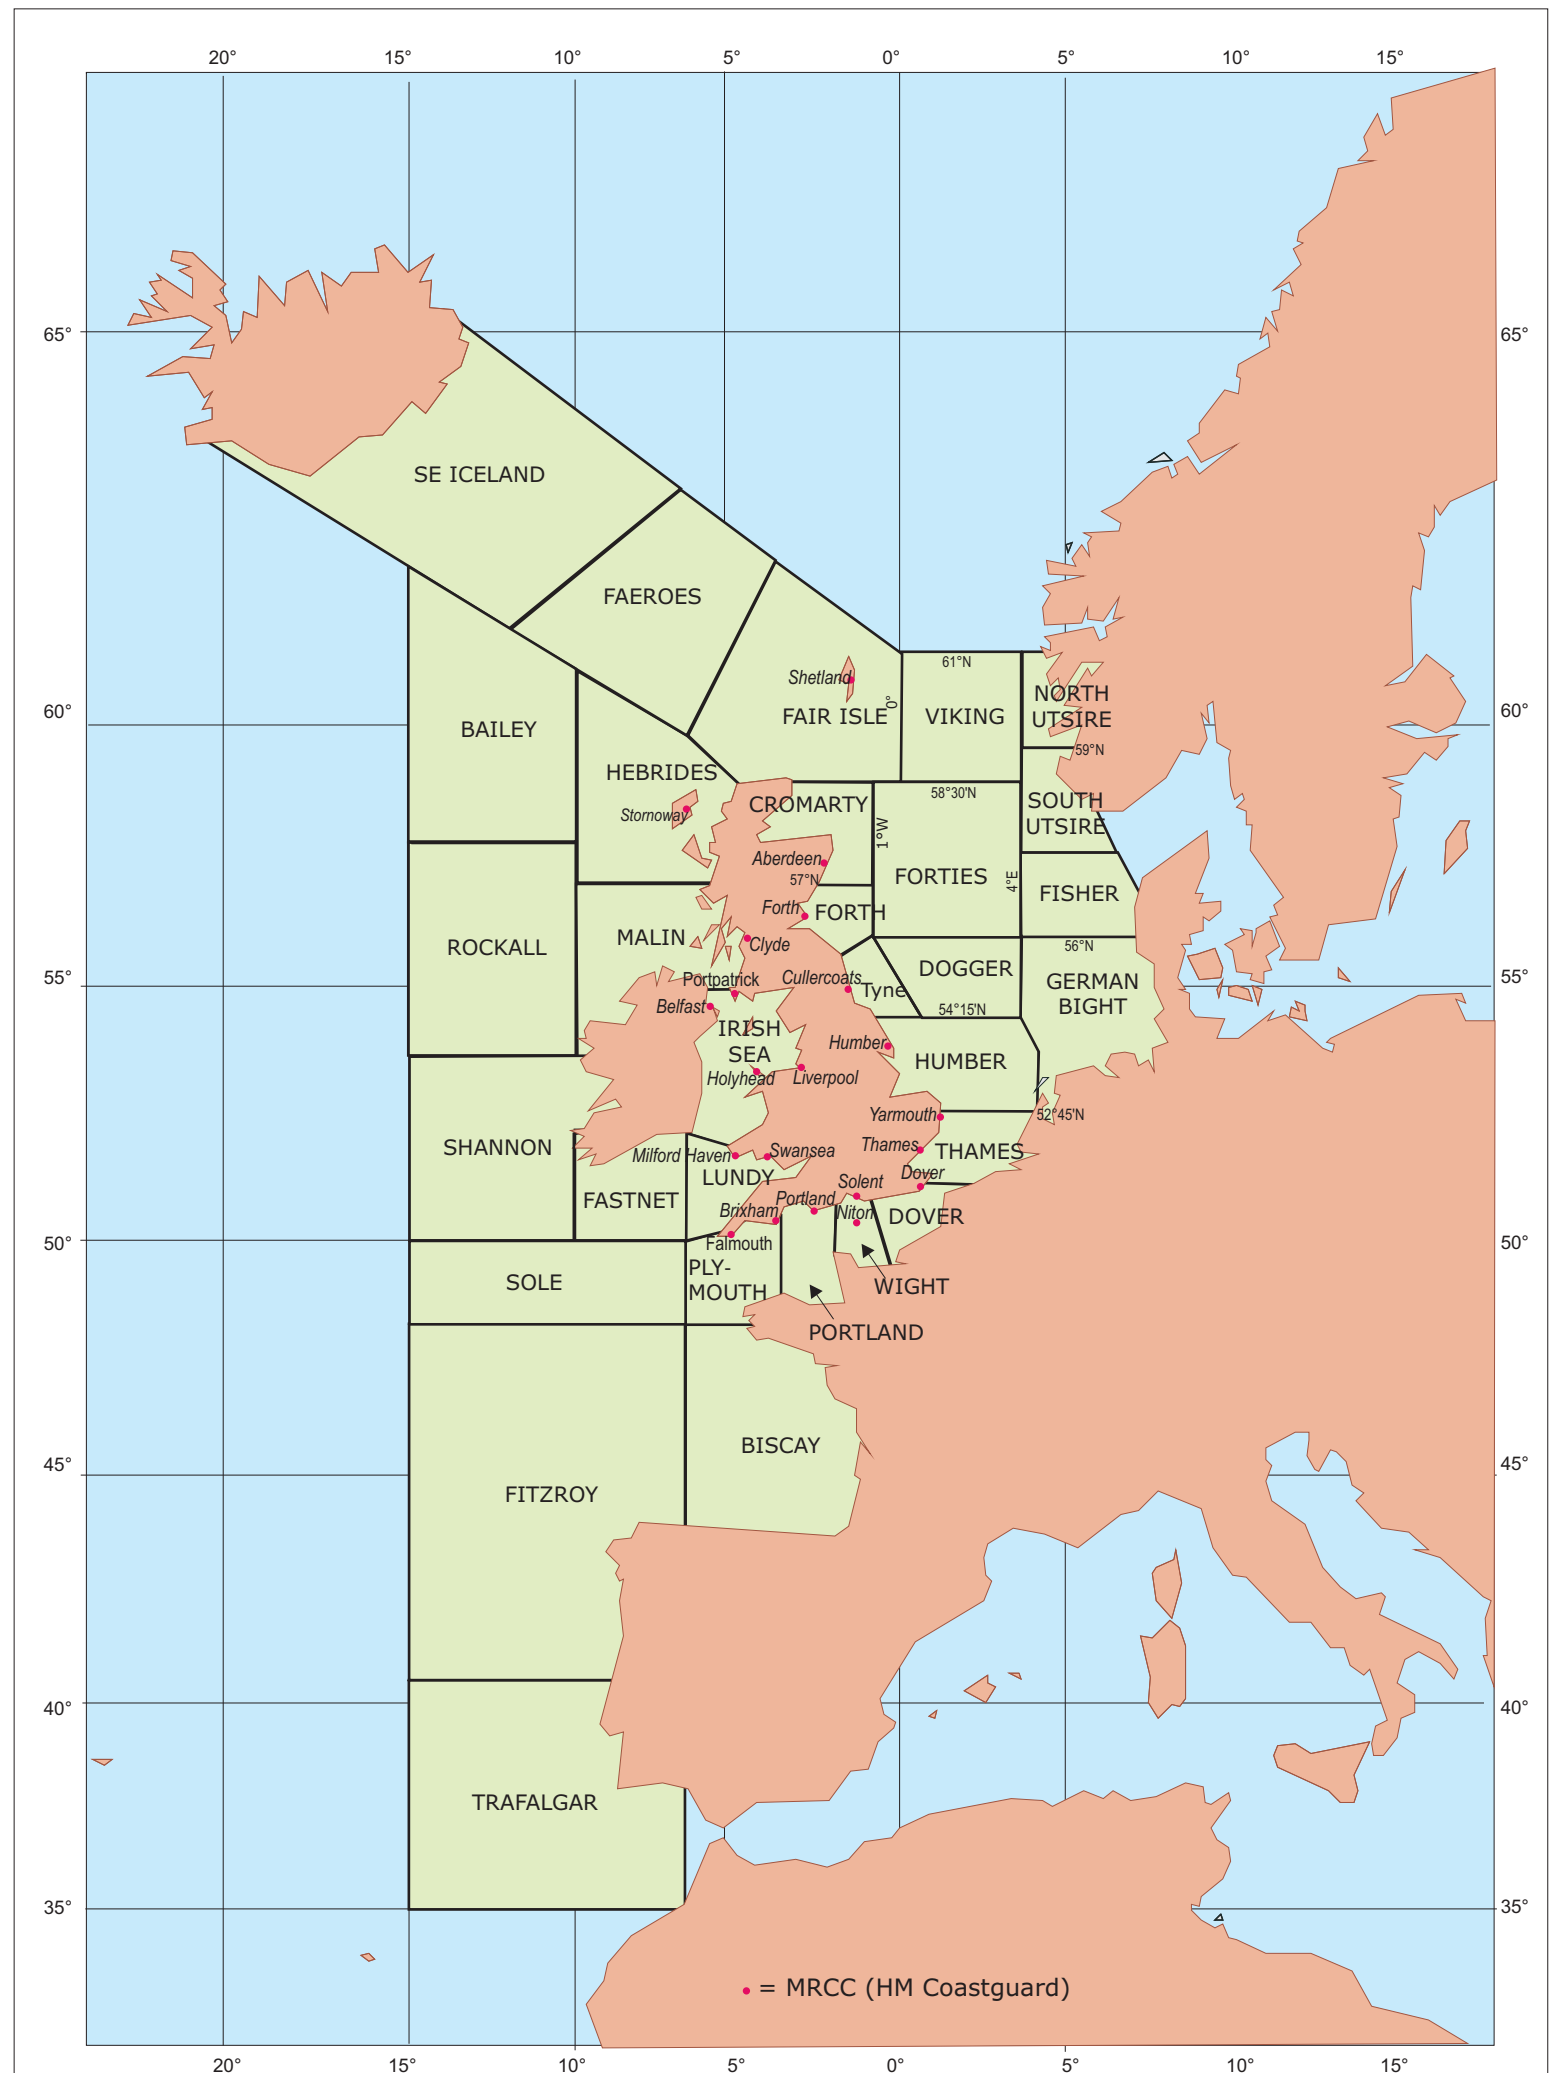 20° 15° 10° 5° 0° 5° 10° 15°
65° 65°
SE ICELAND
FAEROES
61°N
Shetland
0°
NORTH
UTSIRE
FAIR ISLE
VIKING
60° 60°
BAILEY
59°N
HEBRIDES
58°30'N
SOUTH
UTSIRE
CROMARTY
Stornoway
1°W
Aberdeen
57°N
FORTIES
4°E
FISHER
Forth
FORTH
MALIN
Clyde
ROCKALL
56°N
DOGGER
55° 55°
Portpatrick
Cullercoats
Tyne
GERMAN
BIGHT
Belfast
54°15'N
IRISH
SEA
Humber
HUMBER
Holyhead
Liverpool
Yarmouth
52°45'N
SHANNON
Thames
THAMES
Milford Haven
Swansea
LUNDY
Dover
Solent
FASTNET
Portland
Brixham
Niton
DOVER
Falmouth
50° 50°
PLY-
MOUTH
SOLE
WIGHT
PORTLAND
BISCAY
45° 45°
FITZROY
40° 40°
TRAFALGAR
35° 35°
= MRCC (HM Coastguard)
20° 15° 10° 5° 0° 5° 10° 15°